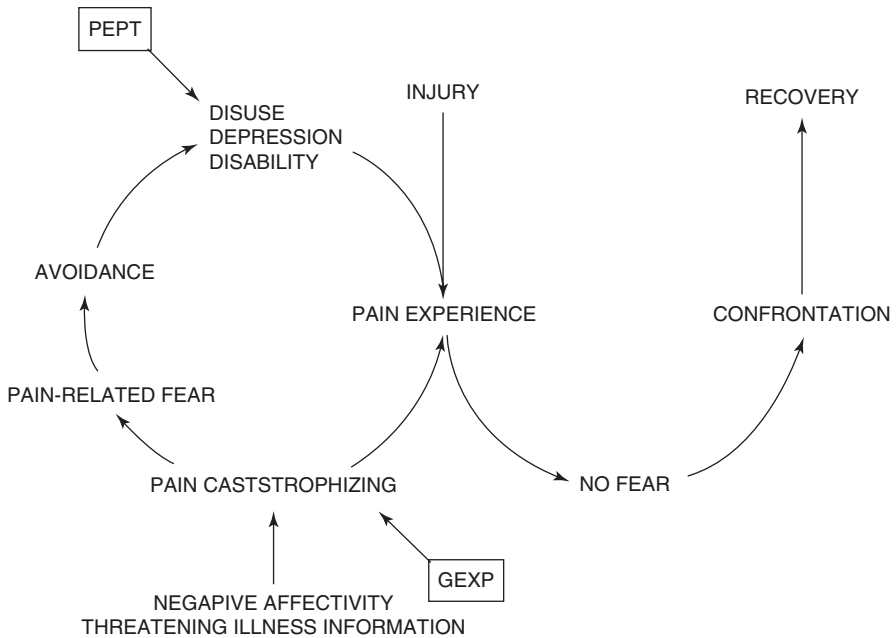 PEPT
DISUSE
DEPRESSION
DISABILITY
INJURY
RECOVERY
AVOIDANCE
PAIN EXPERIENCE
CONFRONTATION
PAIN-RELATED FEAR
PAIN CASTSTROPHIZING
NO FEAR
GEXP
NEGAPIVE AFFECTIVITY
THREATENING ILLNESS INFORMATION